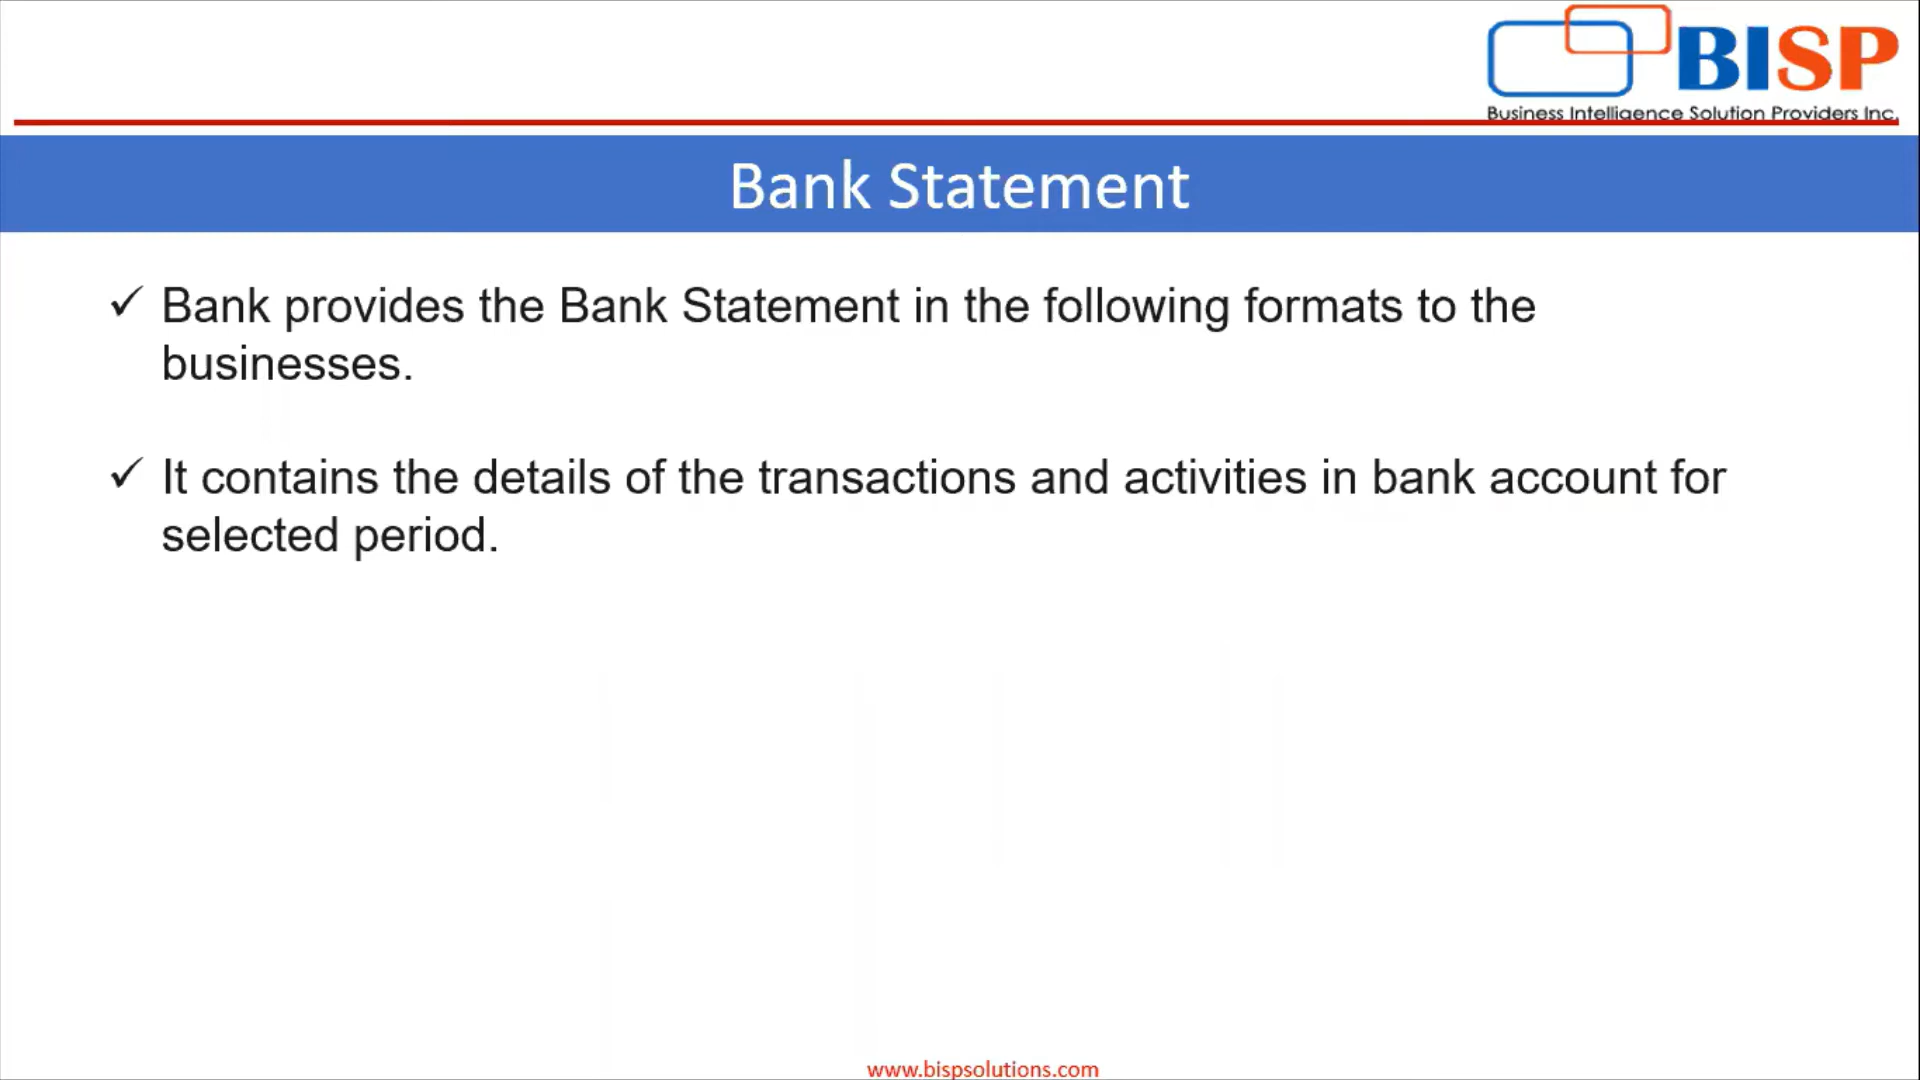 BISP
Business Intelligence Solution Providers Inc.
Bank Statement
✓ Bank provides the Bank Statement in the following formats to the
businesses.
✓ It contains the details of the transactions and activities in bank account for
selected period.
www.bispsolutions.com